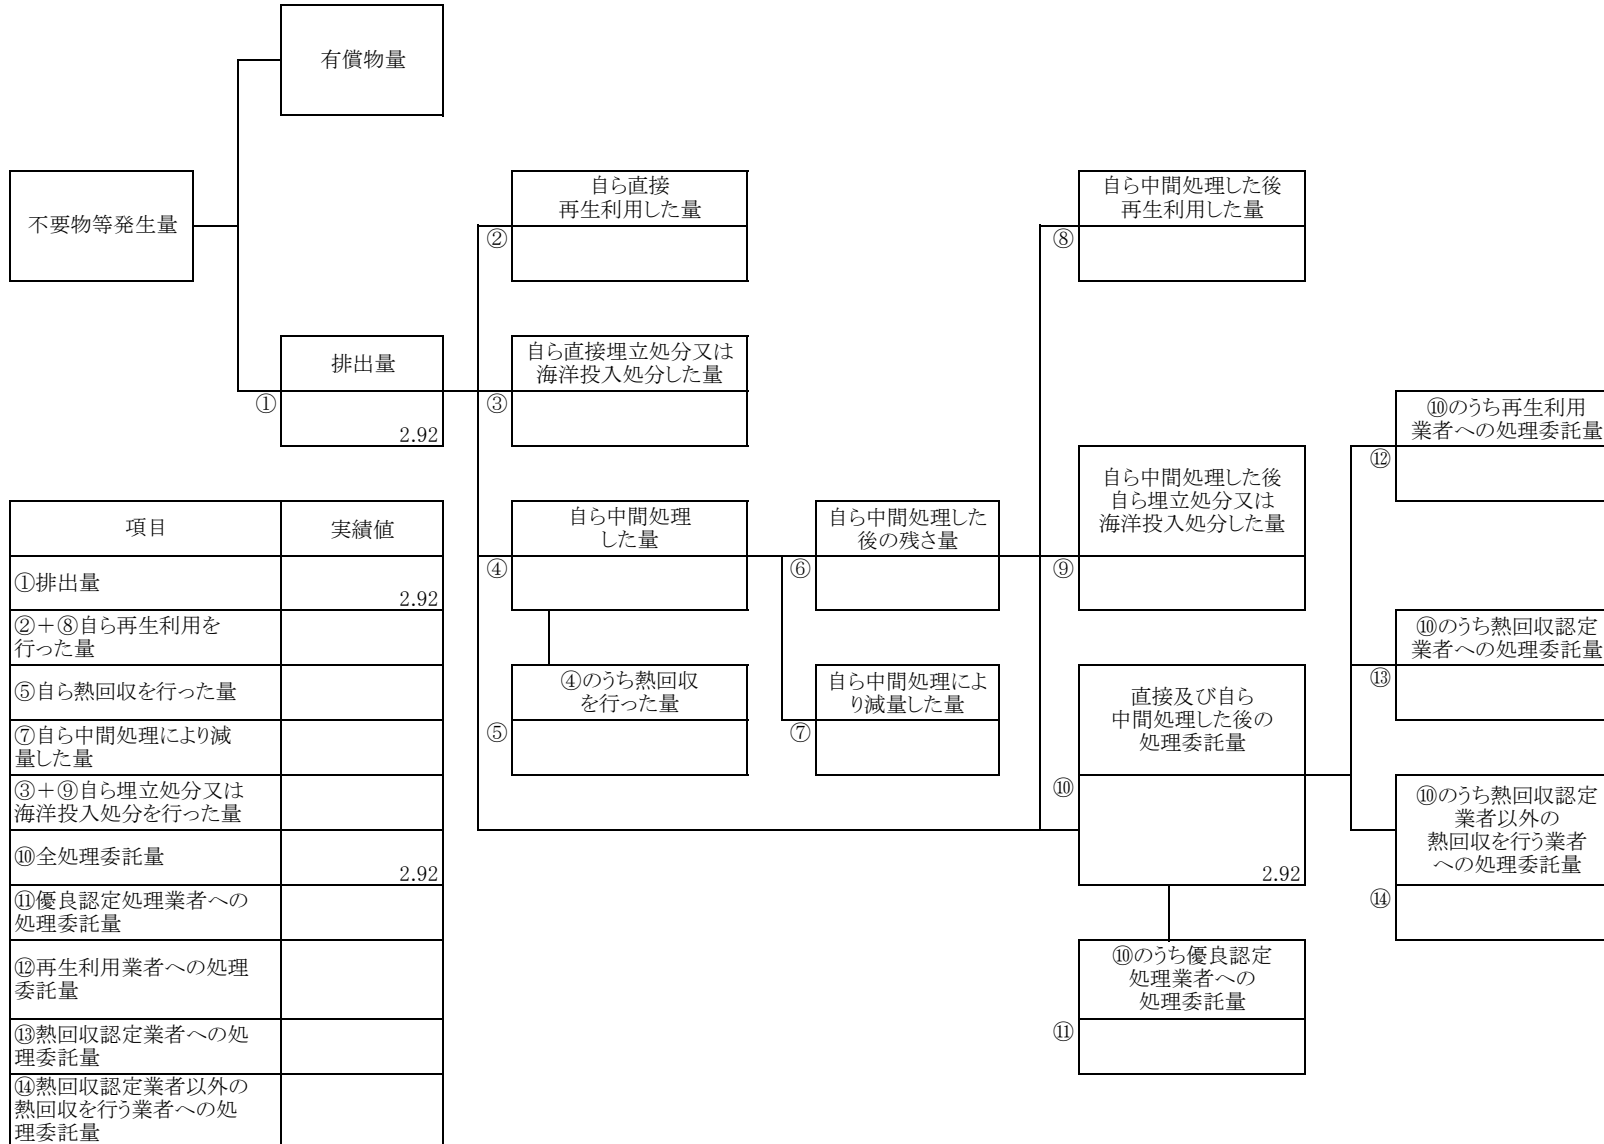 有償物量
不要物等発生量
自ら直接
再生利用した量
②
自ら中間処理した後
再生利用した量
⑧
排出量
①
2.92
自ら直接埋立処分又は
海洋投入処分した量
③
⑩のうち再生利用
業者への処理委託量
⑫
自ら中間処理した後
自ら埋立処分又は
海洋投入処分した量
⑨
自ら中間処理
した量
④
自ら中間処理した
後の残さ量
⑥
⑩のうち熱回収認定
業者への処理委託量
⑬
④のうち熱回収
を行った量
⑤
自ら中間処理によ
り減量した量
⑦
直接及び自ら
中間処理した後の
処理委託量
⑩
2.92
⑩のうち熱回収認定
業者以外の
熱回収を行う業者
への処理委託量
⑭
⑩のうち優良認定
処理業者への
処理委託量
⑪
項目
実績値
①排出量
2.92
②＋⑧自ら再生利用を
行った量
⑤自ら熱回収を行った量
⑦自ら中間処理により減
量した量
③＋⑨自ら埋立処分又は
海洋投入処分を行った量
⑩全処理委託量
2.92
⑪優良認定処理業者への
処理委託量
⑫再生利用業者への処理
委託量
⑬熱回収認定業者への処
理委託量
⑭熱回収認定業者以外の
熱回収を行う業者への処
理委託量